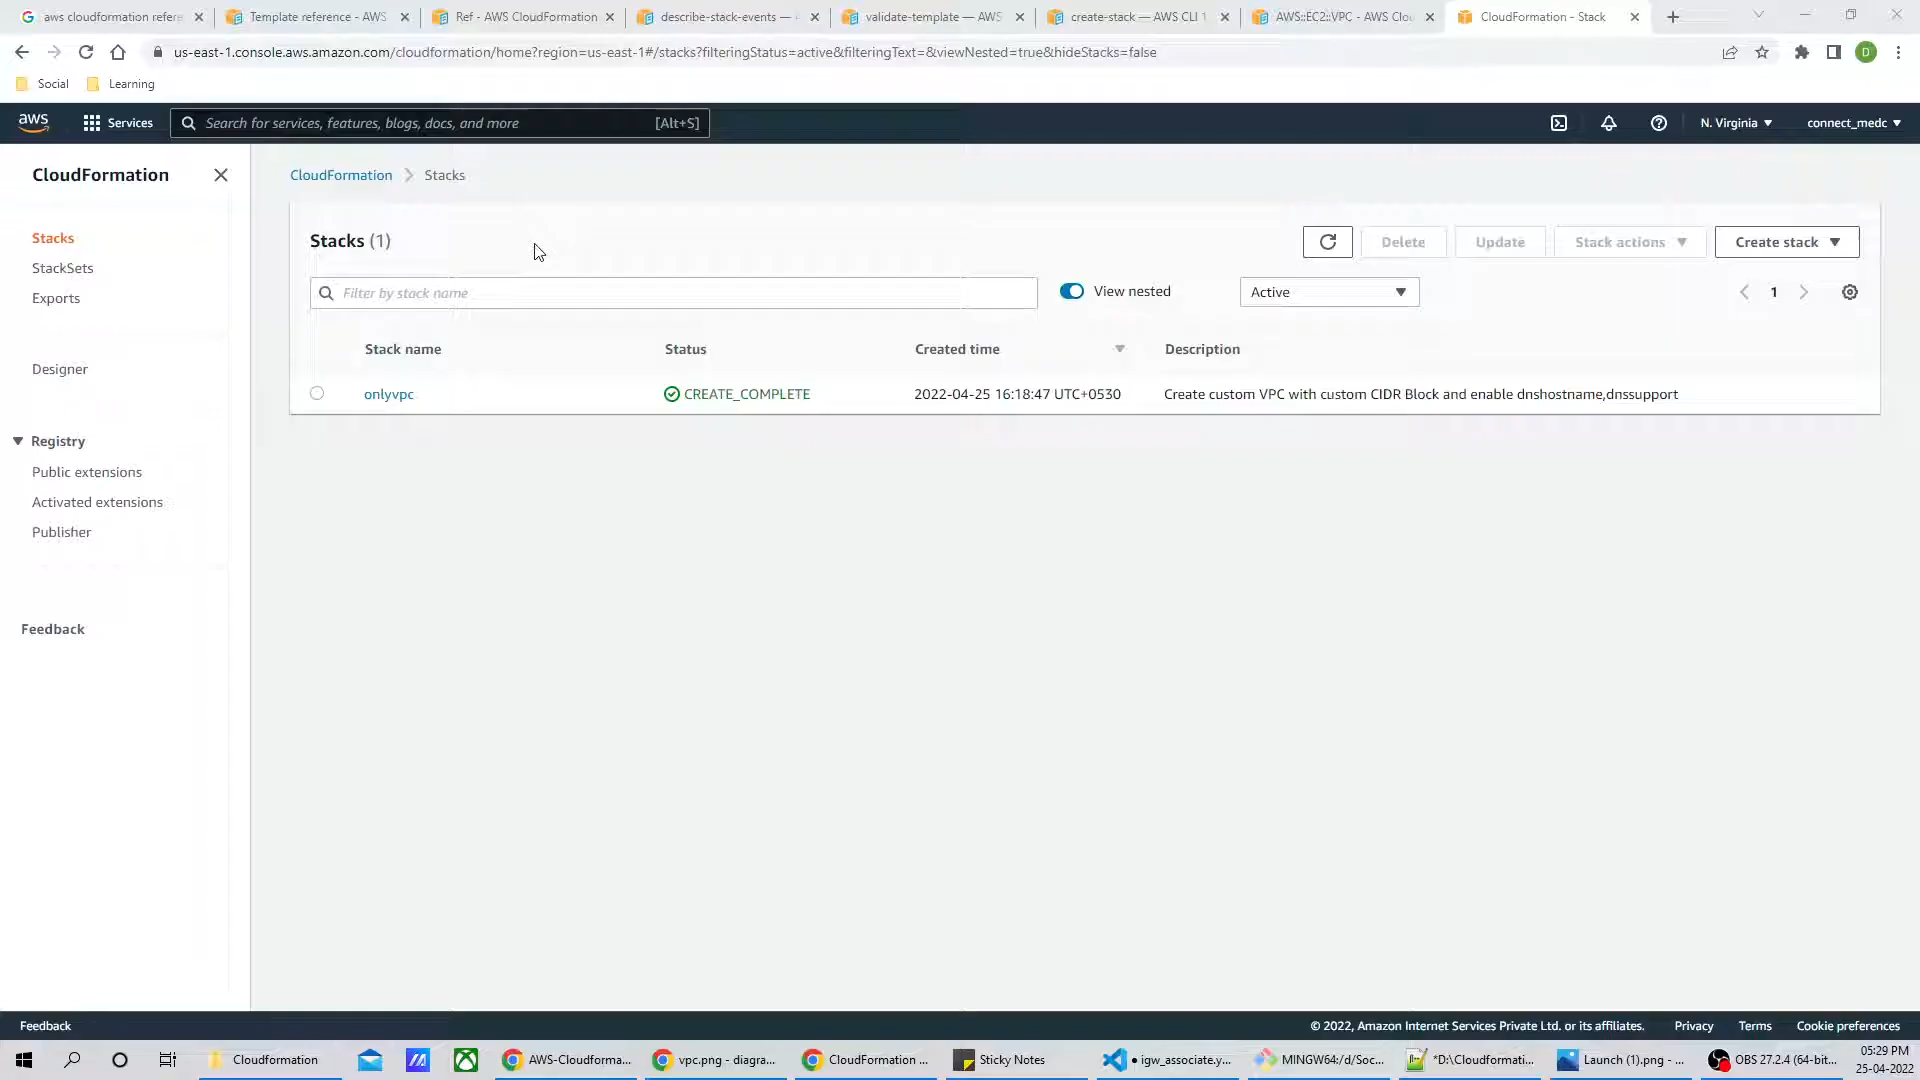 aws cloudformation refere
Template reference - AWS
Ref - AWS CloudFormation
describe-stack-events —
validate-template — AWS
create-stack — AWS CLI 1
AWS::EC2::VPC - AWS Clou
CloudFormation - Stack
us-east-1.console.aws.amazon.com/cloudformation/home?region=us-east-1#/stacks?filteringStatus=active&filteringText=&viewNested=true&hideStacks=false
D
Social
Learning
aws
Services
Search for services, features, blogs, docs, and more
[Alt+S]
N. Virginia
connect_medc
CloudFormation
Stacks
StackSets
Exports
Designer
Registry
Public extensions
Activated extensions
Publisher
Feedback
CloudFormation > Stacks
Stacks (1)
Delete
Update
Stack actions
Create stack
Filter by stack name
View nested
Active
1
Stack name Status Created time Description
onlyvpc CREATE_COMPLETE 2022-04-25 16:18:47 UTC+0530 Create custom VPC with custom CIDR Block and enable dnshostname,dnssupport
Feedback
© 2022, Amazon Internet Services Private Ltd. or its affiliates.
Privacy
Terms
Cookie preferences
Cloudformation
AWS-Cloudforma...
vpc.png - diagra...
CloudFormation ...
Sticky Notes
● igw_associate.y...
MINGW64:/d/Soc...
*D:\Cloudformati...
Launch (1).png - ...
OBS 27.2.4 (64-bit...
05:29 PM
25-04-2022